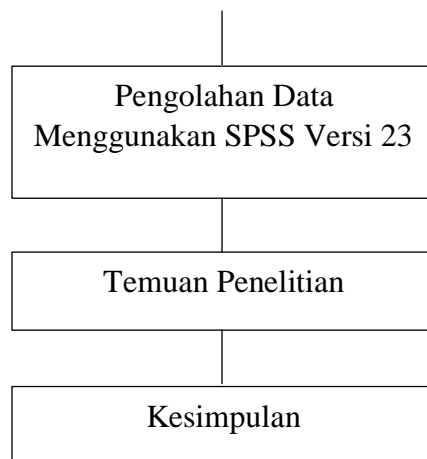 Pengolahan Data
Menggunakan SPSS Versi 23
Temuan Penelitian
Kesimpulan